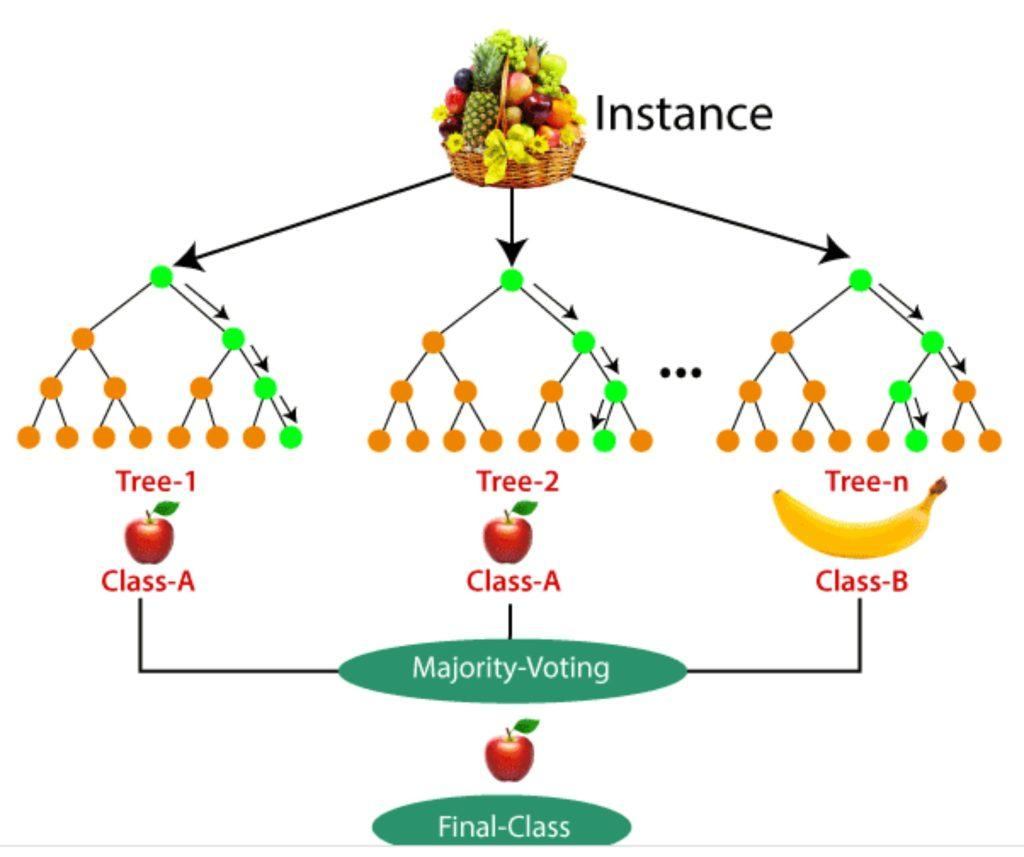 Instance
...
Tree-1
Tree-2
Tree-n
Class-A
Class-A
Class-B
Majority-Voting
Final-Class